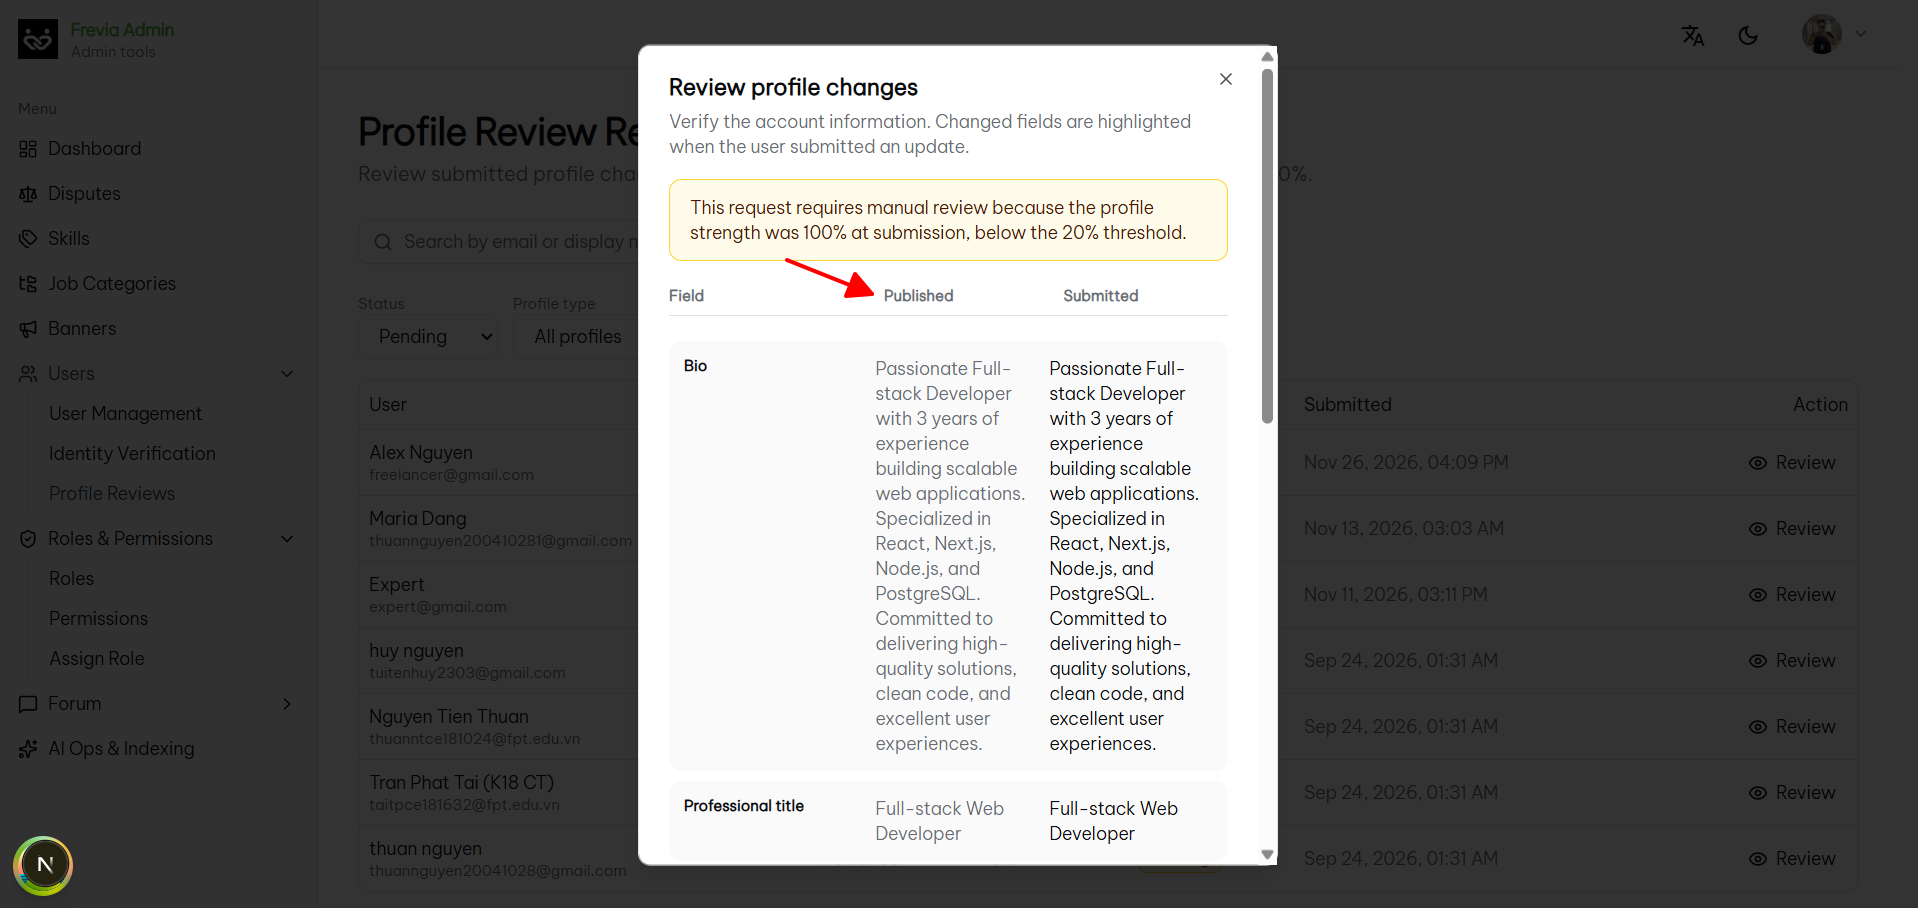 Frevia Admin
Admin tools
Menu
Dashboard
Disputes
Skills
Job Categories
Banners
Users
User Management
Identity Verification
Profile Reviews
Roles & Permissions
Roles
Permissions
Assign Role
Forum
AI Ops & Indexing
N
Profile Review Re
Review submitted profile cha
0%.
Search by email or display n
Status
Profile type
Pending
All profiles
User
Submitted
Action
Alex Nguyen
freelancer@gmail.com
Nov 26, 2026, 04:09 PM
Review
Maria Dang
thuannguyen200410281@gmail.com
Nov 13, 2026, 03:03 AM
Review
Expert
expert@gmail.com
Nov 11, 2026, 03:11 PM
Review
huy nguyen
tuitenhuy2303@gmail.com
Sep 24, 2026, 01:31 AM
Review
Nguyen Tien Thuan
thuanntce181024@fpt.edu.vn
Sep 24, 2026, 01:31 AM
Review
Tran Phat Tai (K18 CT)
taitpce181632@fpt.edu.vn
Sep 24, 2026, 01:31 AM
Review
thuan nguyen
thuannguyen20041028@gmail.com
Sep 24, 2026, 01:31 AM
Review
Review profile changes
Verify the account information. Changed fields are highlighted
when the user submitted an update.
This request requires manual review because the profile
strength was 100% at submission, below the 20% threshold.
Field
Published
Submitted
Bio
Passionate Full-
stack Developer
with 3 years of
experience
building scalable
web applications.
Specialized in
React, Next.js,
Node.js, and
PostgreSQL.
Committed to
delivering high-
quality solutions,
clean code, and
excellent user
experiences.
Passionate Full-
stack Developer
with 3 years of
experience
building scalable
web applications.
Specialized in
React, Next.js,
Node.js, and
PostgreSQL.
Committed to
delivering high-
quality solutions,
clean code, and
excellent user
experiences.
Professional title
Full-stack Web
Developer
Full-stack Web
Developer